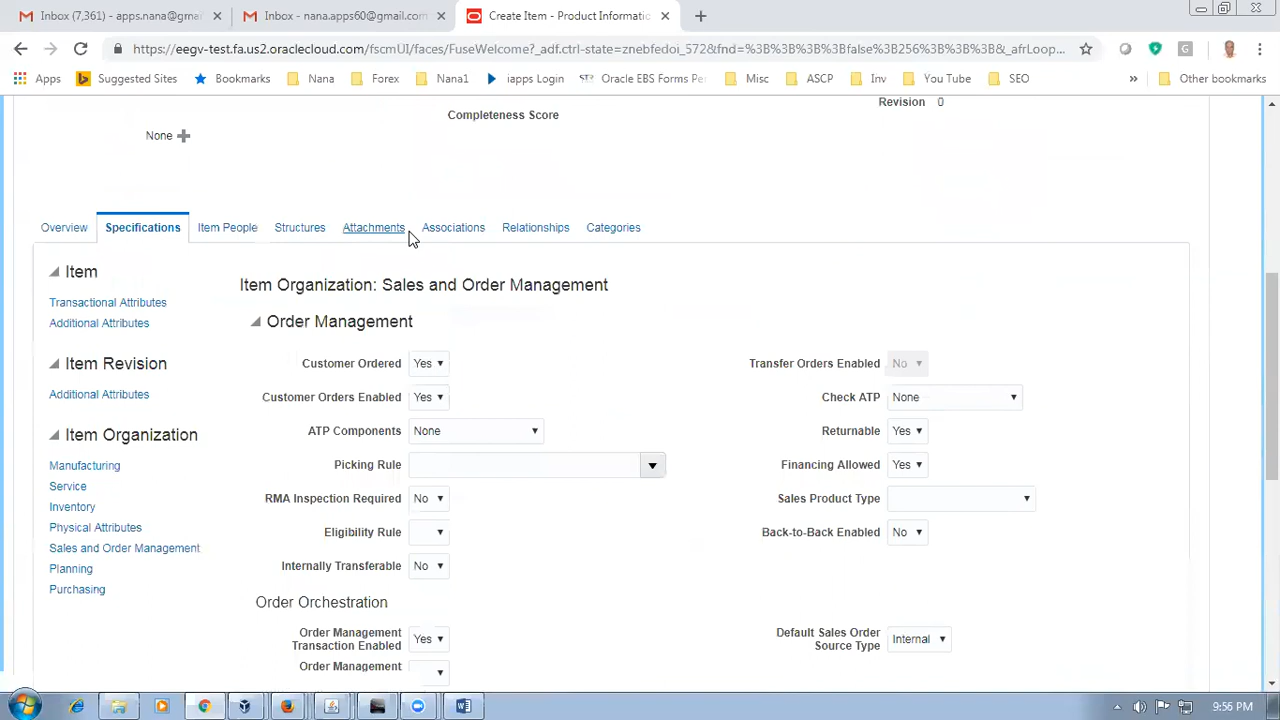 Inbox (7,361) - apps.nana@gma
Inbox - nana.apps60@gmail.com
Create Item - Product Informatic
https://eegv-test.fa.us2.oraclecloud.com/fscmUI/faces/FuseWelcome?_adf.ctrl-state=znebfedoi_572&fnd=%3B%3B%3B%3Bfalse%3B256%3B%3B%3B&_afrLoop...
Apps Suggested Sites Bookmarks Nana Forex Nana1 iapps Login Oracle EBS Forms Pe Misc ASCP Inv You Tube SEO » Other bookmarks
Revision 0
Completeness Score
None
Overview Specifications Item People Structures Attachments Associations Relationships Categories
Item
Transactional Attributes
Additional Attributes
Item Revision
Additional Attributes
Item Organization
Manufacturing
Service
Inventory
Physical Attributes
Sales and Order Management
Planning
Purchasing
Item Organization: Sales and Order Management
Order Management
Customer Ordered Yes
Transfer Orders Enabled No
Customer Orders Enabled Yes
Check ATP None
ATP Components None
Returnable Yes
Picking Rule
Financing Allowed Yes
RMA Inspection Required No
Sales Product Type
Eligibility Rule
Back-to-Back Enabled No
Internally Transferable No
Order Orchestration
Order Management
Transaction Enabled Yes
Default Sales Order
Source Type Internal
Order Management
9:56 PM